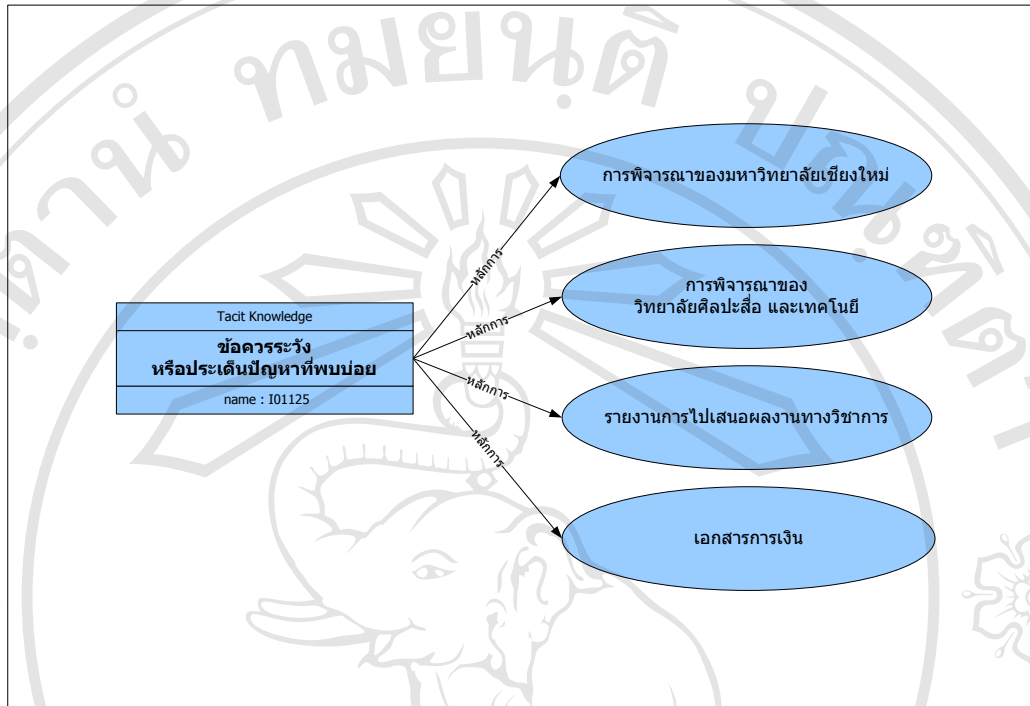 ทมยนฺติ
Tacit Knowledge
ข้อควรระวัง
หรือประเด็นปัญหาที่พบบ่อย
name : I01125
หลักการ
หลักการ
หลักการ
หลักการ
การพิจารณาของมหาวิทยาลัยเชียงใหม่
การพิจารณาของ
วิทยาลัยศิลปะสื่อ และเทคโนยี
รายงานการไปเสนอผลงานทางวิชาการ
เอกสารการเงิน